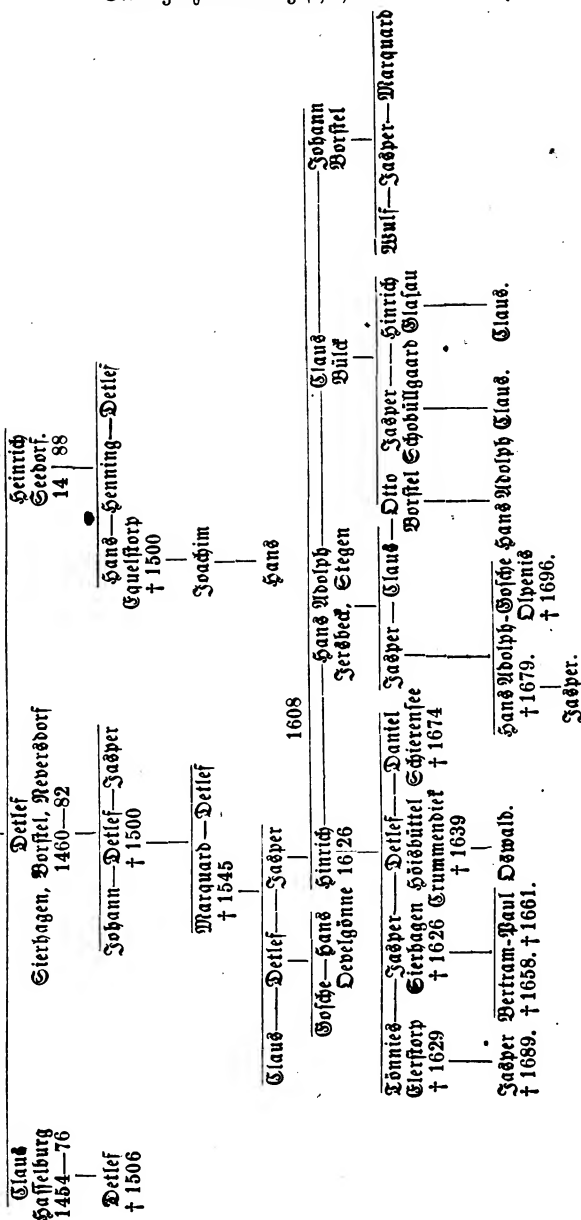 Claus Detlef Heinrich
Hasselburg Sierhagen, Borstel, Neversdorf Seedorf.
1454—76 1460—82 14 88
Detlef Johann—Detlef—Jasper Hans—Henning—Detlef
† 1506 † 1500 Equelstorp
† 1500
Marquard—Detlef Joachim
† 1545
Hans
Claus—Detlef—Jasper
1608
Gosche—Hans Hinrich—Hans Adolph—Claus—Johann
Develgönne 1626 Jersbeck, Stegen Bülck Borstel
Tönnies—Jasper—Detlef—Daniel Jasper—Claus—Otto Jasper—Hinrich Wulf—Jasper—Marquard
Elerstorp Sierhagen Höisbüttel Schierensee Borstel Schobüllgaard Glasau
† 1629 † 1626 Crummendiek † 1674
† 1639
Jasper Bertram-Paul Oswald. Hans Adolph-Gosche Hans Adolph Claus. Claus.
† 1689. † 1658. † 1661. † 1679. Olpenis
† 1696.
Jasper.